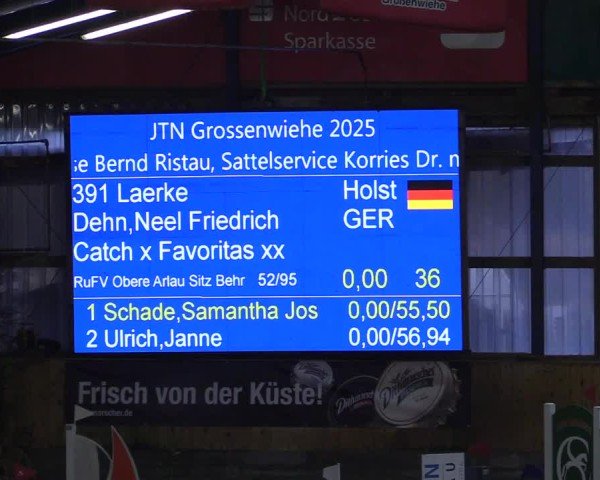 Sparkasse
Großenwiehe
JTN Grossenwiehe 2025
e Bernd Ristau, Sattelservice Korries Dr. n
391 Laerke Holst
Dehn,Neel Friedrich GER
Catch x Favoritas xx
RuFV Obere Arlau Sitz Behr 52/95 0,00 36
1 Schade,Samantha Jos 0,00/55,50
2 Ulrich,Janne 0,00/56,94
Frisch von der Küste!